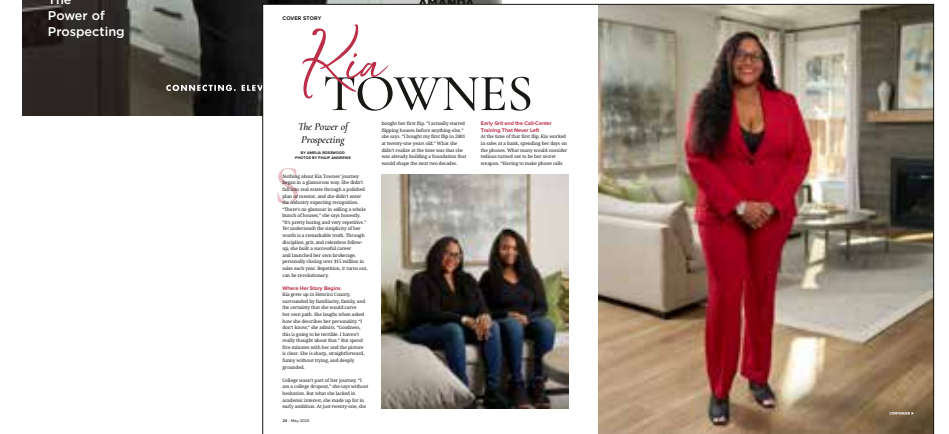 The
Power of
Prospecting
AMANDA
CONNECTING. ELEV
COVER STORY
Kia
TOWNES
The Power of
Prospecting
BY AMELIA ROSEWOOD
PHOTOS BY PHILIP ANDREWS
S
Nothing about Kia Townes' journey
began in a glamorous way. She didn't
fall into real estate through a polished
plan or mentor, and she didn't enter
the industry expecting recognition.
"There's no glamour in selling a whole
bunch of houses," she says honestly.
"It's pretty boring and very repetitive."
Yet underneath the simplicity of her
words is a remarkable truth. Through
discipline, grit, and relentless follow-
up, she built a successful career
and launched her own brokerage,
personally closing over $15 million in
sales each year. Repetition, it turns out,
can be revolutionary.
Where Her Story Begins
Kia grew up in Henrico County,
surrounded by familiarity, family, and
the certainty that she would carve
her own path. She laughs when asked
how she describes her personality. "I
don't know," she admits. "Goodness,
this is going to be terrible. I haven't
really thought about that." But spend
five minutes with her and the picture
is clear. She is sharp, straightforward,
funny without trying, and deeply
grounded.
College wasn't part of her journey. "I
am a college dropout," she says without
hesitation. But what she lacked in
academic interest, she made up for in
early ambition. At just twenty-one, she
bought her first flip. "I actually started
flipping houses before anything else,"
she says. "I bought my first flip in 2001
at twenty-one years old." What she
didn't realize at the time was that she
was already building a foundation that
would shape the next two decades.
Early Grit and the Call-Center
Training That Never Left
At the time of that first flip, Kia worked
in sales at a bank, spending her days on
the phones. What many would consider
tedious turned out to be her secret
weapon. "Having to make phone calls
24 · May 2026
CONTINUED